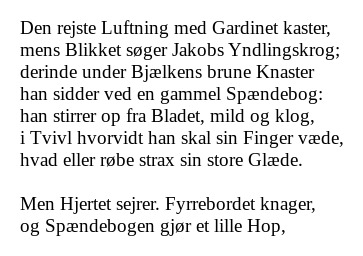 Den rejste Luftning med Gardinet kaster,
mens Blikket søger Jakobs Yndlingskrog;
derinde under Bjælkens brune Knaster
han sidder ved en gammel Spændebog:
han stirrer op fra Bladet, mild og klog,
i Tvivl hvorvidt han skal sin Finger væde,
hvad eller røbe strax sin store Glæde.

Men Hjertet sejrer. Fyrrebordet knager,
og Spændebogen gjør et lille Hop,